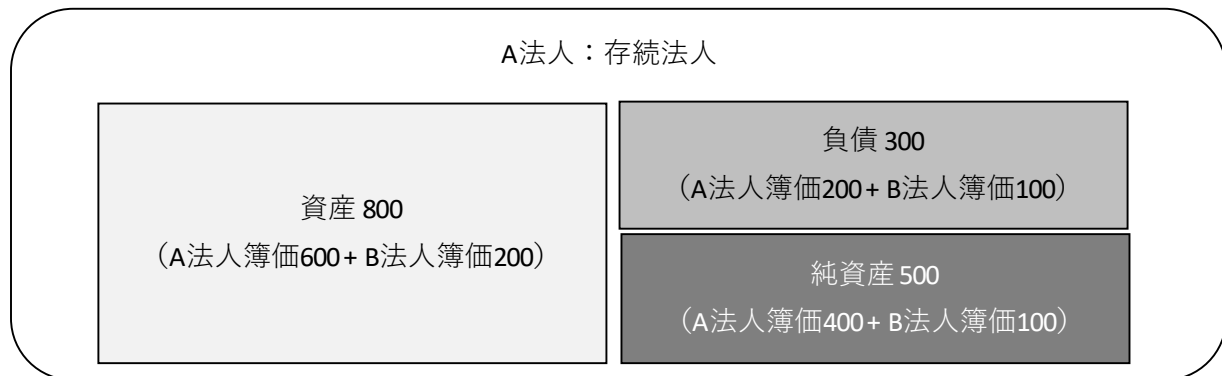 A法人：存続法人
資産 800
（A法人簿価600 + B法人簿価200）
負債 300
（A法人簿価200 + B法人簿価100）
純資産 500
（A法人簿価400 + B法人簿価100）